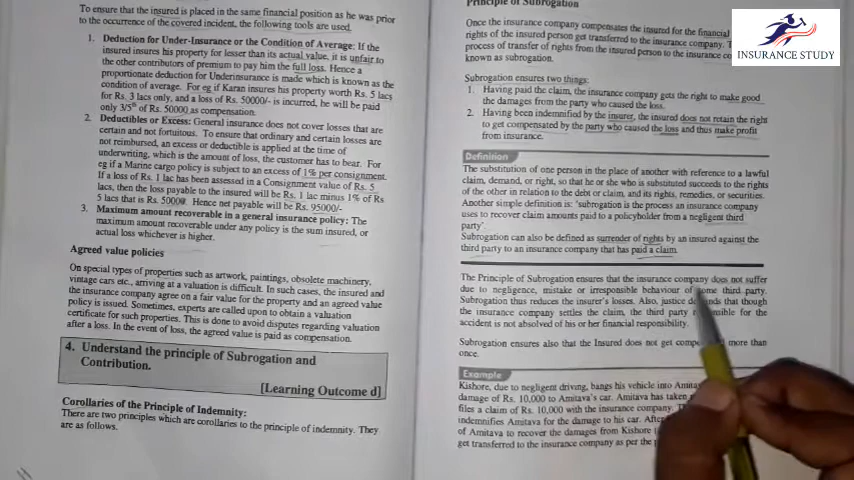 To ensure that the insured is placed in the same financial position as he was prior
to the occurrence of the covered incident, the following tools are used.
1. Deduction for Under-Insurance or the Condition of Average: If the
insured insures his property for lesser than its actual value, it is unfair to
the other contributors of premium to pay him the full loss. Hence a
proportionate deduction for Underinsurance is made which is known as the
condition of average. For eg if Karan insures his property worth Rs. 5 lacs
for Rs. 3 lacs only, and a loss of Rs. 50000/- is incurred, he will be paid
only 3/5th of Rs. 50000 as compensation.
2. Deductibles or Excess: General insurance does not cover losses that are
certain and not fortuitous. To ensure that ordinary and certain losses are
not reimbursed, an excess or deductible is applied at the time of
underwriting, which is the amount of loss, the customer has to bear. For
eg if a Marine cargo policy is subject to an excess of 1% per consignment.
If a loss of Rs. 1 lac has been assessed in a Consignment value of Rs. 5
lacs, then the loss payable to the insured will be Rs. 1 lac minus 1% of Rs
5 lacs that is Rs. 5000. Hence net payable will be Rs. 95000/-
3. Maximum amount recoverable in a general insurance policy: The
maximum amount recoverable under any policy is the sum insured, or
actual loss whichever is higher.
Agreed value policies
On special types of properties such as artwork, paintings, obsolete machinery,
vintage cars etc., arriving at a valuation is difficult. In such cases, the insured and
the insurance company agree on a fair value for the property and an agreed value
policy is issued. Sometimes, experts are called upon to obtain a valuation
certificate for such properties. This is done to avoid disputes regarding valuation
after a loss. In the event of loss, the agreed value is paid as compensation.
4. Understand the principle of Subrogation and
Contribution.
[Learning Outcome d]
Corollaries of the Principle of Indemnity:
There are two principles which are corollaries to the principle of indemnity. They
are as follows.
Principle of Subrogation
Once the insurance company compensates the insured for the financial
rights of the insured person get transferred to the insurance company.
process of transfer of rights from the insured person to the insurance
known as subrogation.
Subrogation ensures two things:
1. Having paid the claim, the insurance company gets the right to make good
the damages from the party who caused the loss.
2. Having been indemnified by the insurer, the insured does not retain the right
to get compensated by the party who caused the loss and thus make profit
from insurance.
Definition
The substitution of one person in the place of another with reference to a lawful
claim, demand, or right, so that he or she who is substituted succeeds to the rights
of the other in relation to the debt or claim, and its rights, remedies, or securities.
Another simple definition is: 'subrogation is the process an insurance company
uses to recover claim amounts paid to a policyholder from a negligent third
party'
Subrogation can also be defined as surrender of rights by an insured against the
third party to an insurance company that has paid a claim.
The Principle of Subrogation ensures that the insurance company does not suffer
due to negligence, mistake or irresponsible behaviour of some third party.
Subrogation thus reduces the insurer's losses. Also, justice that though
the insurance company settles the claim, the third party for the
accident is not absolved of his or her financial responsibility.
Subrogation ensures also that the Insured does not get more than
once.
Example
Kishore, due to negligent driving, bangs his vehicle into
damage of Rs. 10,000 to Amitava's car. Amitava has taken
files a claim of Rs. 10,000 with the insurance company.
indemnifies Amitava for the damage to his car.
of Amitava to recover the damages from Kishore
get transferred to the insurance company as per the
INSURANCE STUDY